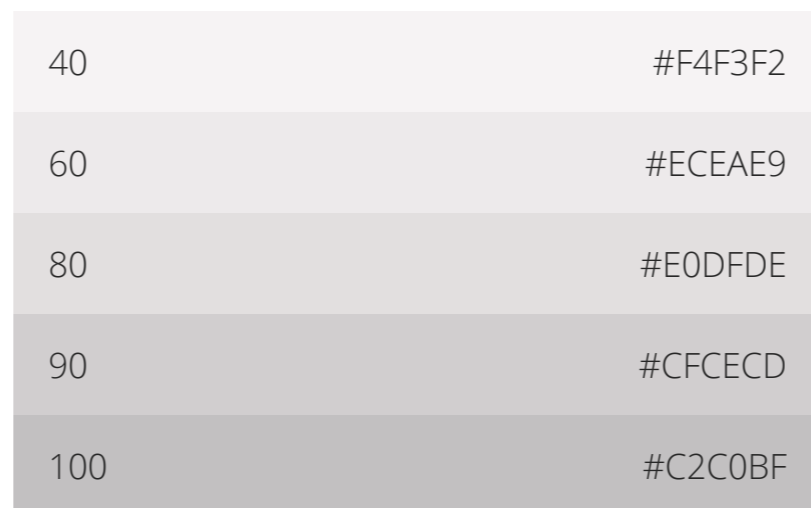 40 #F4F3F2
60 #ECEAE9
80 #E0DFDE
90 #CFCECD
100 #C2C0BF